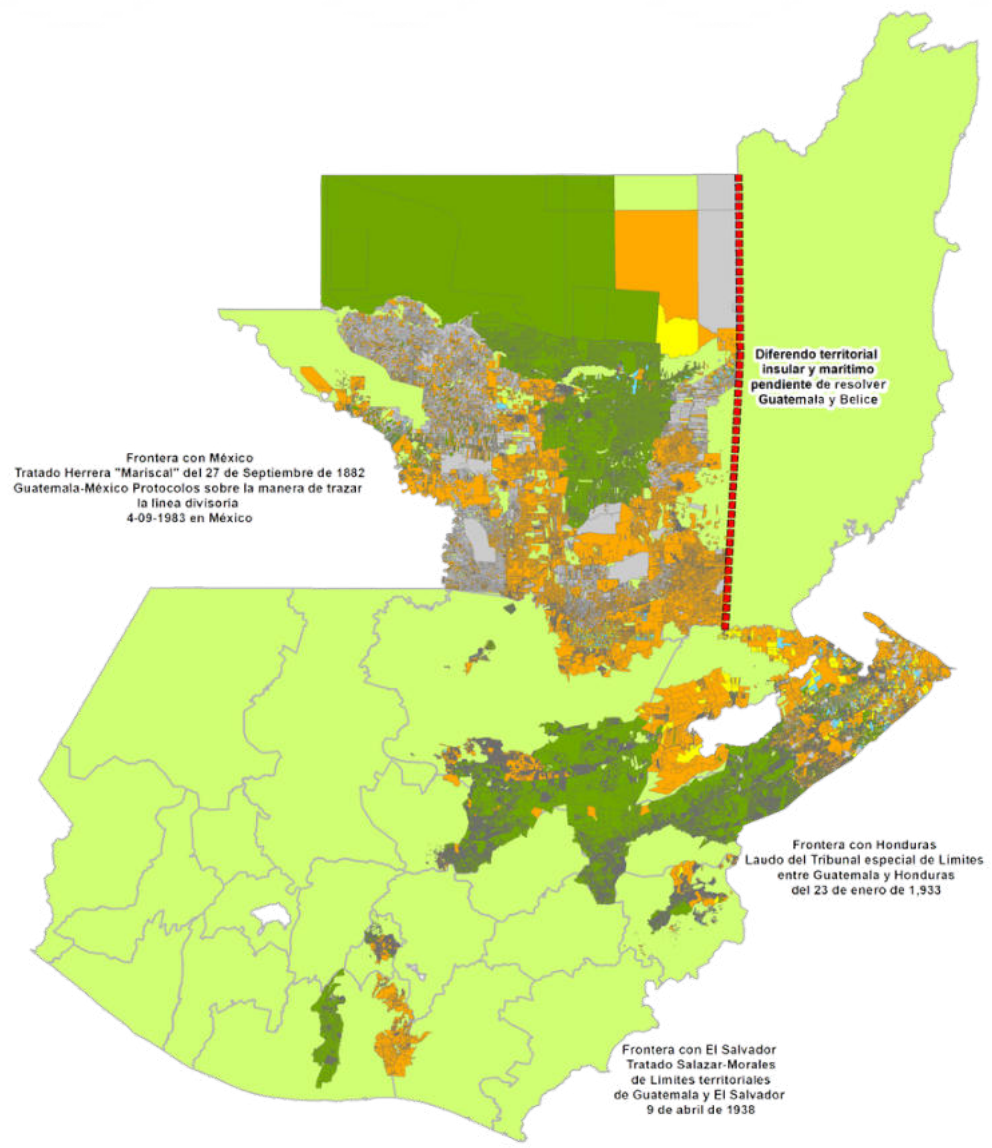 Diferendo territorial
insular y marítimo
pendiente de resolver
Guatemala y Belice
Frontera con México
Tratado Herrera "Mariscal" del 27 de Septiembre de 1882
Guatemala-México Protocolos sobre la manera de trazar
la línea divisoria
4-09-1983 en México
Frontera con Honduras
Laudo del Tribunal especial de Límites
entre Guatemala y Honduras
del 23 de enero de 1,933
Frontera con El Salvador
Tratado Salazar-Morales
de Límites territoriales
de Guatemala y El Salvador
9 de abril de 1938